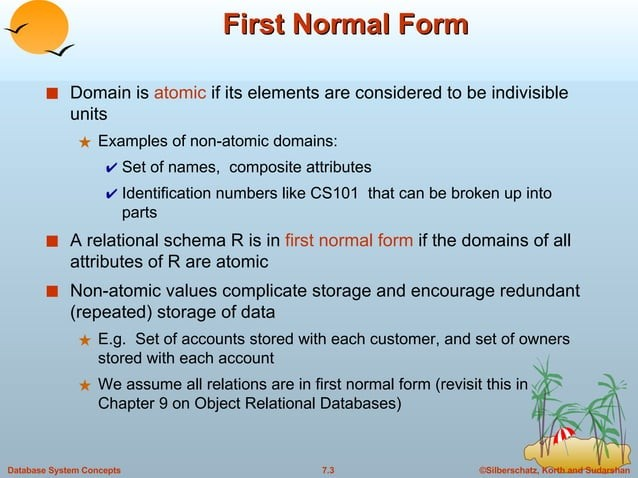 First Normal Form
Domain is atomic if its elements are considered to be indivisible
units
Examples of non-atomic domains:
Set of names, composite attributes
Identification numbers like CS101 that can be broken up into
parts
A relational schema R is in first normal form if the domains of all
attributes of R are atomic
Non-atomic values complicate storage and encourage redundant
(repeated) storage of data
E.g. Set of accounts stored with each customer, and set of owners
stored with each account
We assume all relations are in first normal form (revisit this in
Chapter 9 on Object Relational Databases)
Database System Concepts 7.3 ©Silberschatz, Korth and Sudarshan